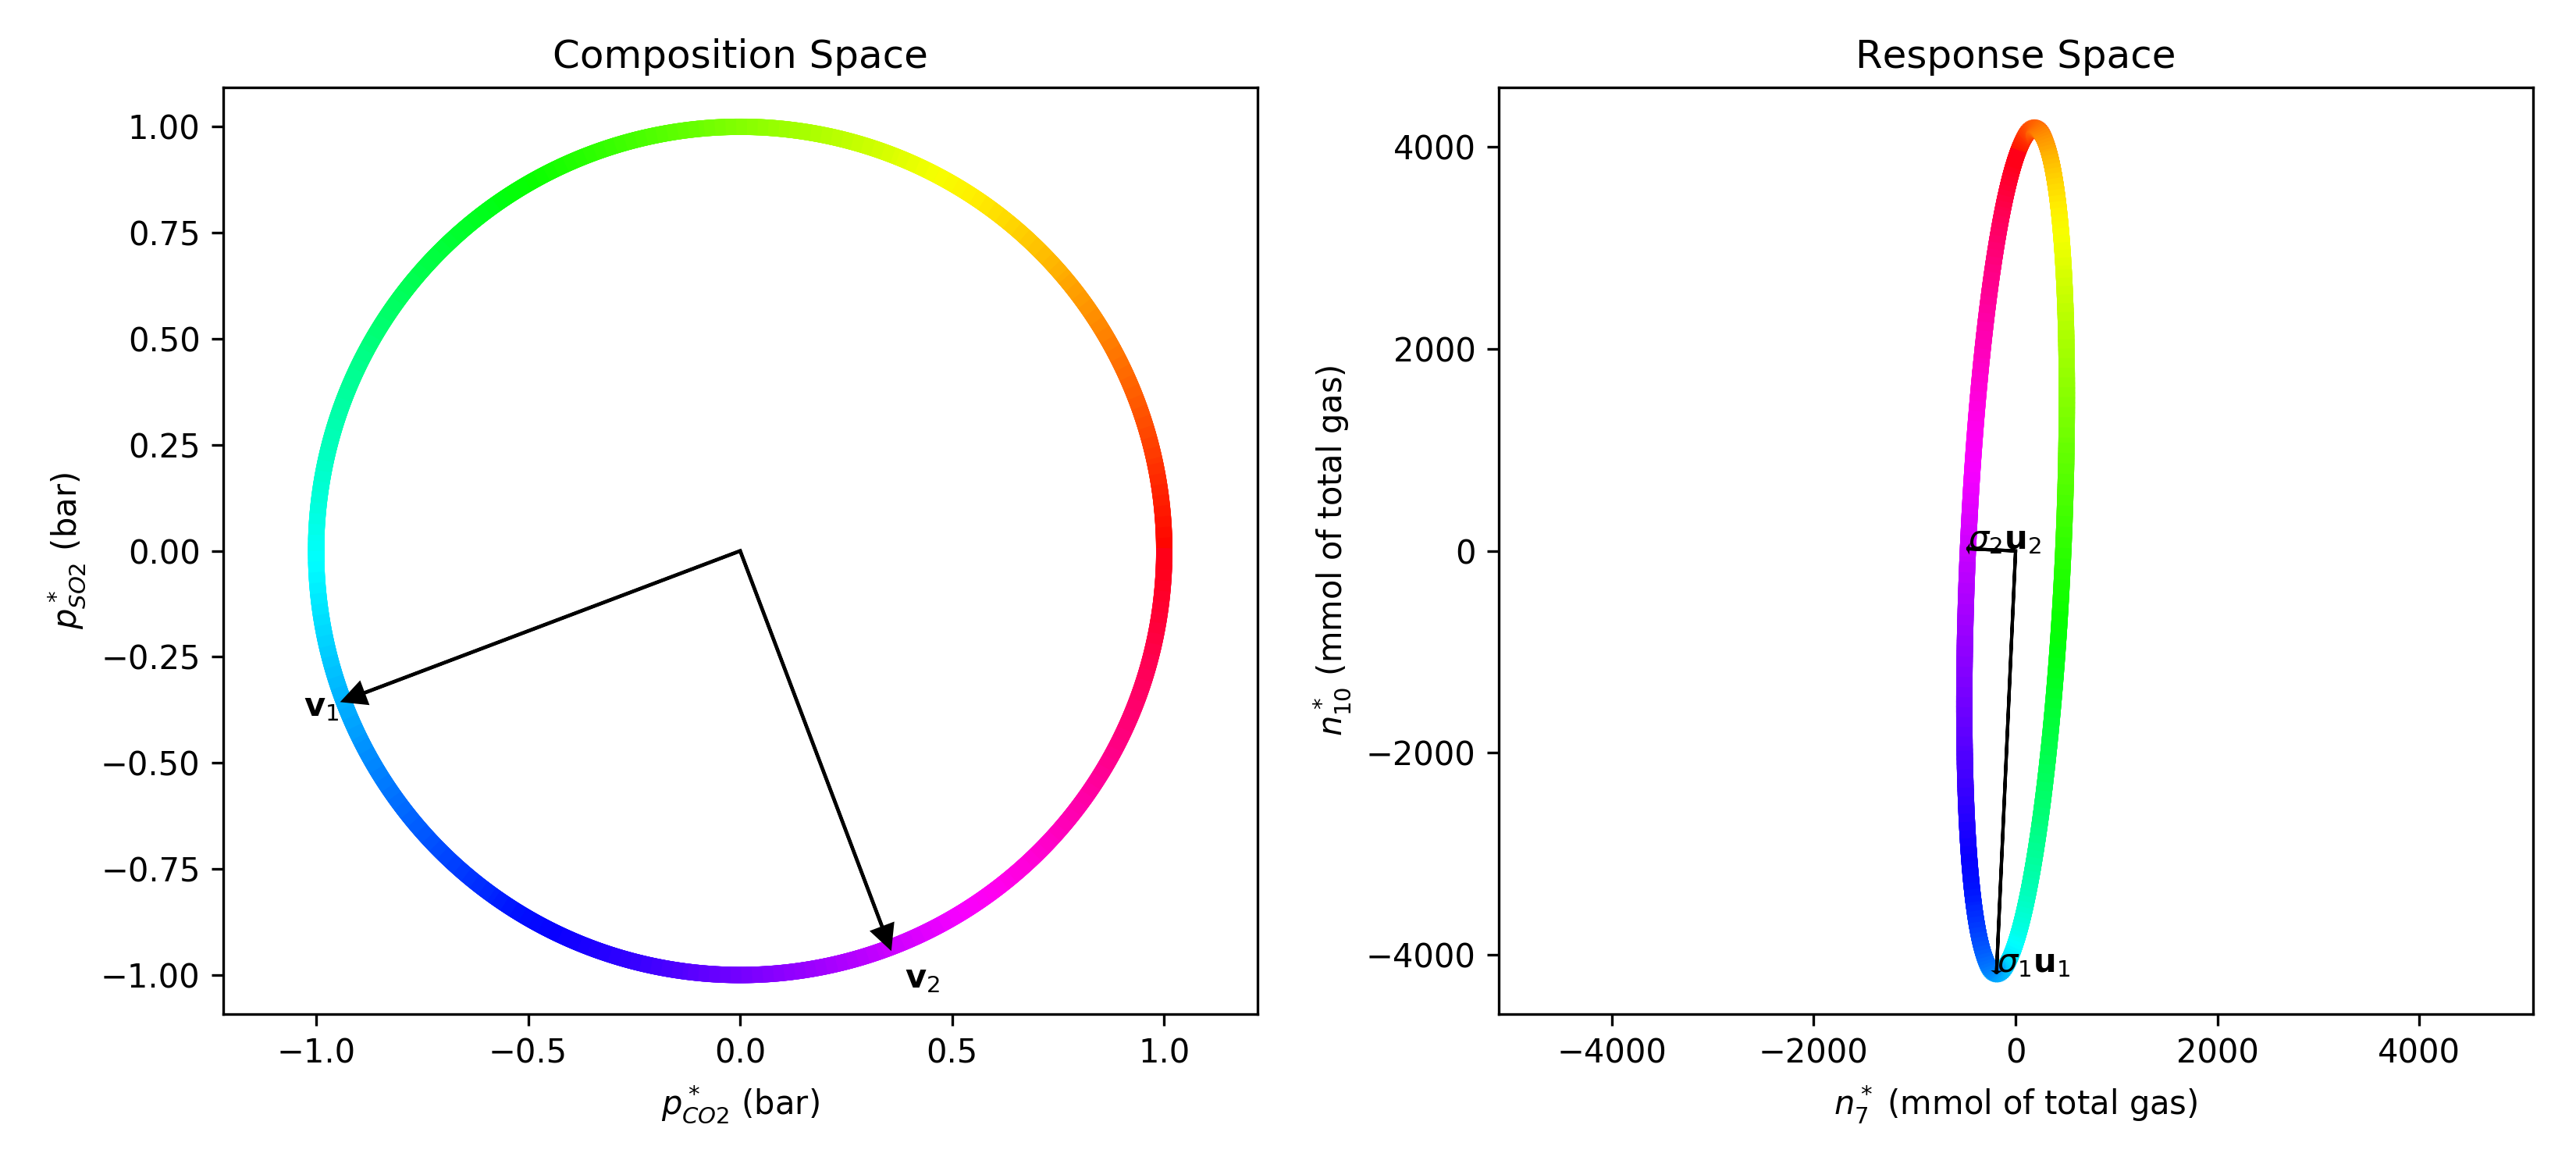 Composition Space
1.00
0.75
0.50
0.25
0.00
−0.25
−0.50
−0.75
−1.00
p*SO2 (bar)
v1
v2
−1.0 −0.5 0.0 0.5 1.0
p*CO2 (bar)
Response Space
4000
2000
0
−2000
−4000
n*10 (mmol of total gas)
σ2u2
σ1u1
−4000 −2000 0 2000 4000
n*7 (mmol of total gas)